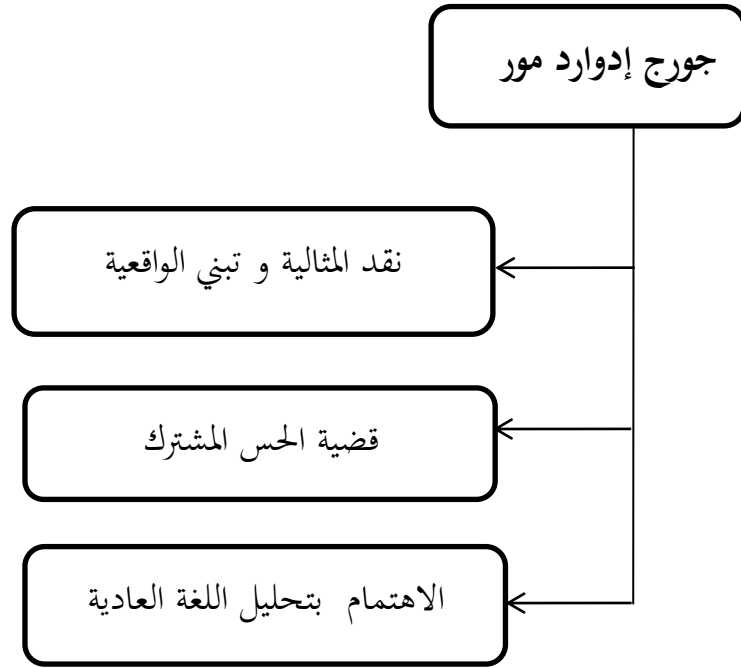 جورج إدوارد مور
نقد المثالية و تبني الواقعية
قضية الحس المشترك
الاهتمام بتحليل اللغة العادية